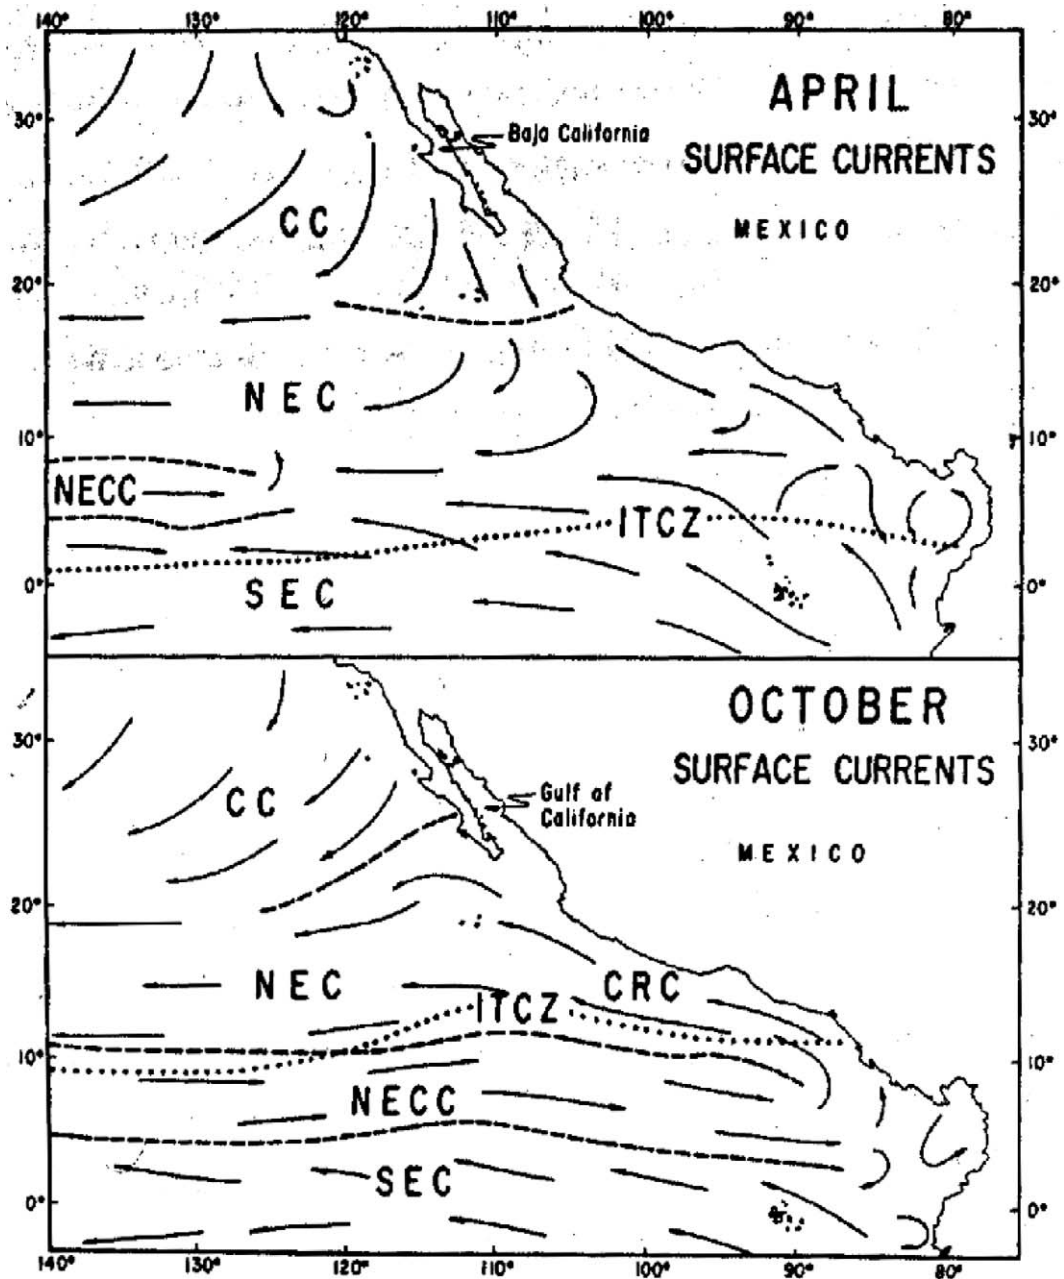 140° 130° 120° 110° 100° 90° 80°
APRIL
30° 30°
Baja California
SURFACE CURRENTS
CC
MEXICO
20° 20°
NEC
10° 10°
NECC
ITCZ
0° 0°
SEC
OCTOBER
30° 30°
SURFACE CURRENTS
CC
Gulf of
California
MEXICO
20° 20°
NEC CRC
ITCZ
10° 10°
NECC
SEC
0° 0°
140° 130° 120° 110° 100° 90° 80°